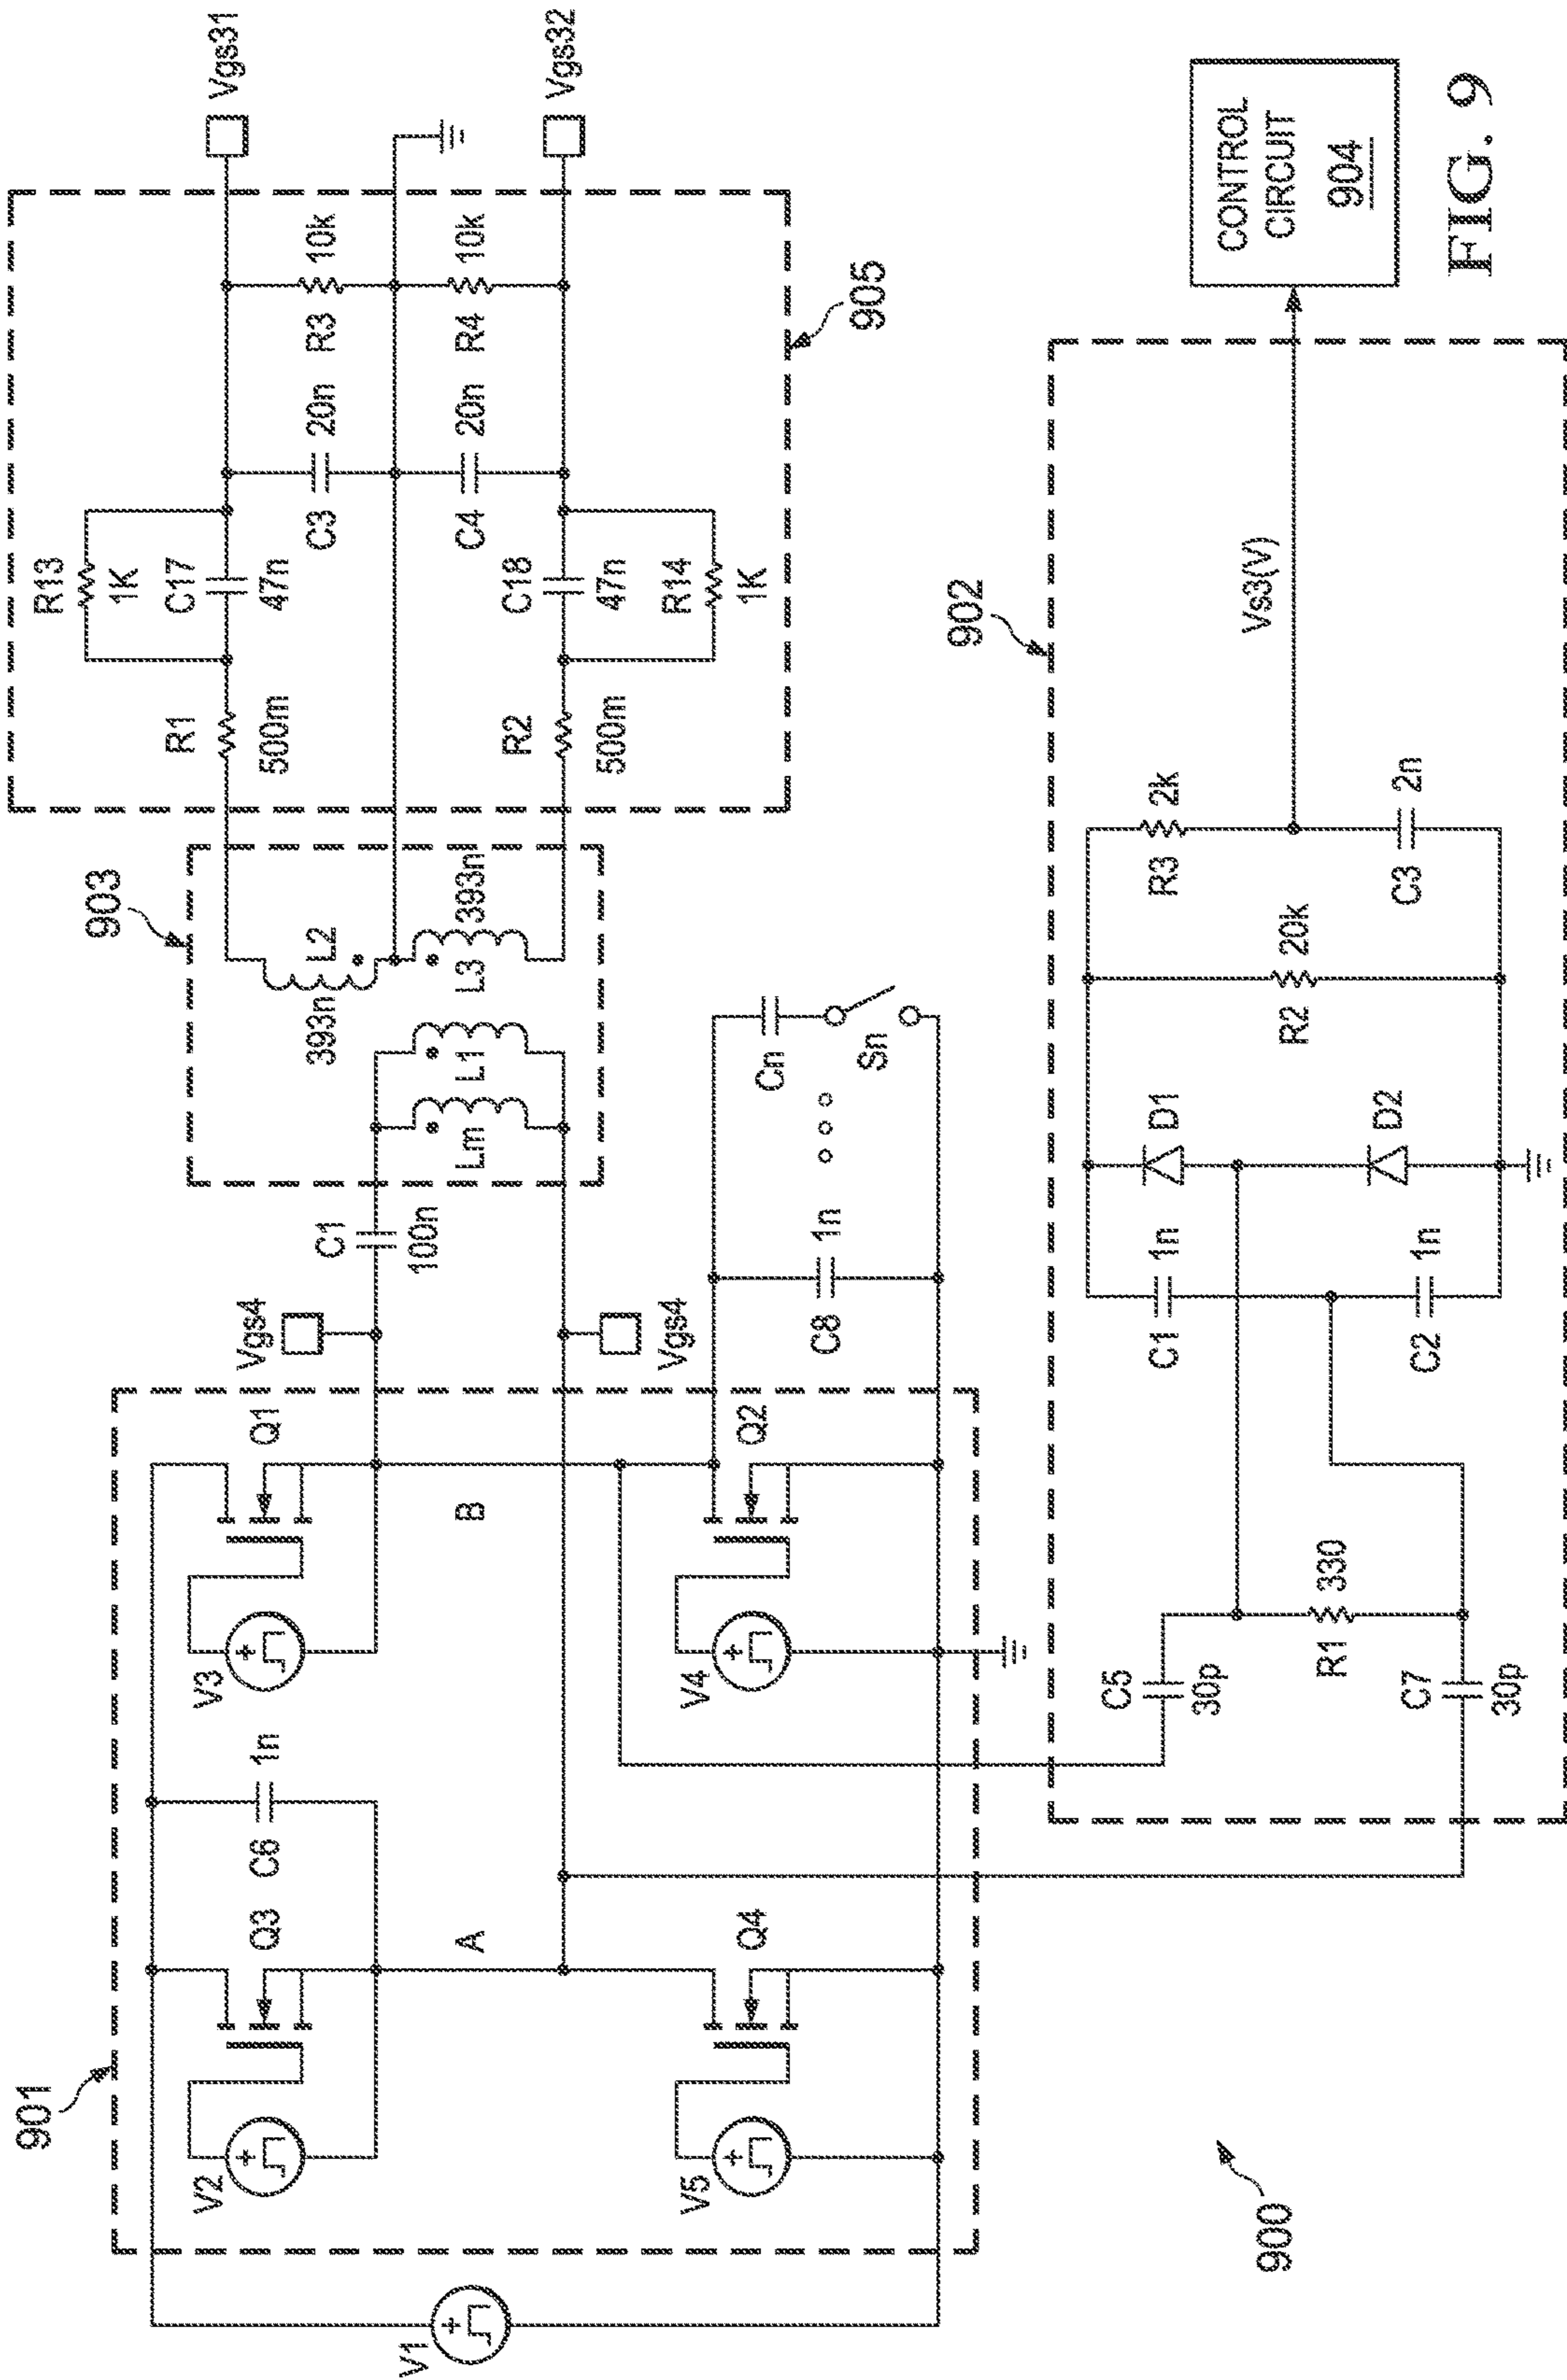 901
V1
V2
Q3
C6
1n
V3
Q1
A
B
V5
Q4
V4
Q2
Vgs4
Vgs4
C1
100n
C8
1n
Cn
Sn
903
Lm
L1
393n
L2
L3
393n
R1
500m
R13
1K
C17
47n
C3
20n
R3
10k
C4
20n
R4
10k
R2
500m
C18
47n
R14
1K
905
Vgs31
Vgs32
900
902
C5
30p
R1
330
C7
30p
C1
1n
C2
1n
D1
D2
R2
20k
R3
2k
C3
2n
Vs3(V)
CONTROL
CIRCUIT
904
FIG. 9